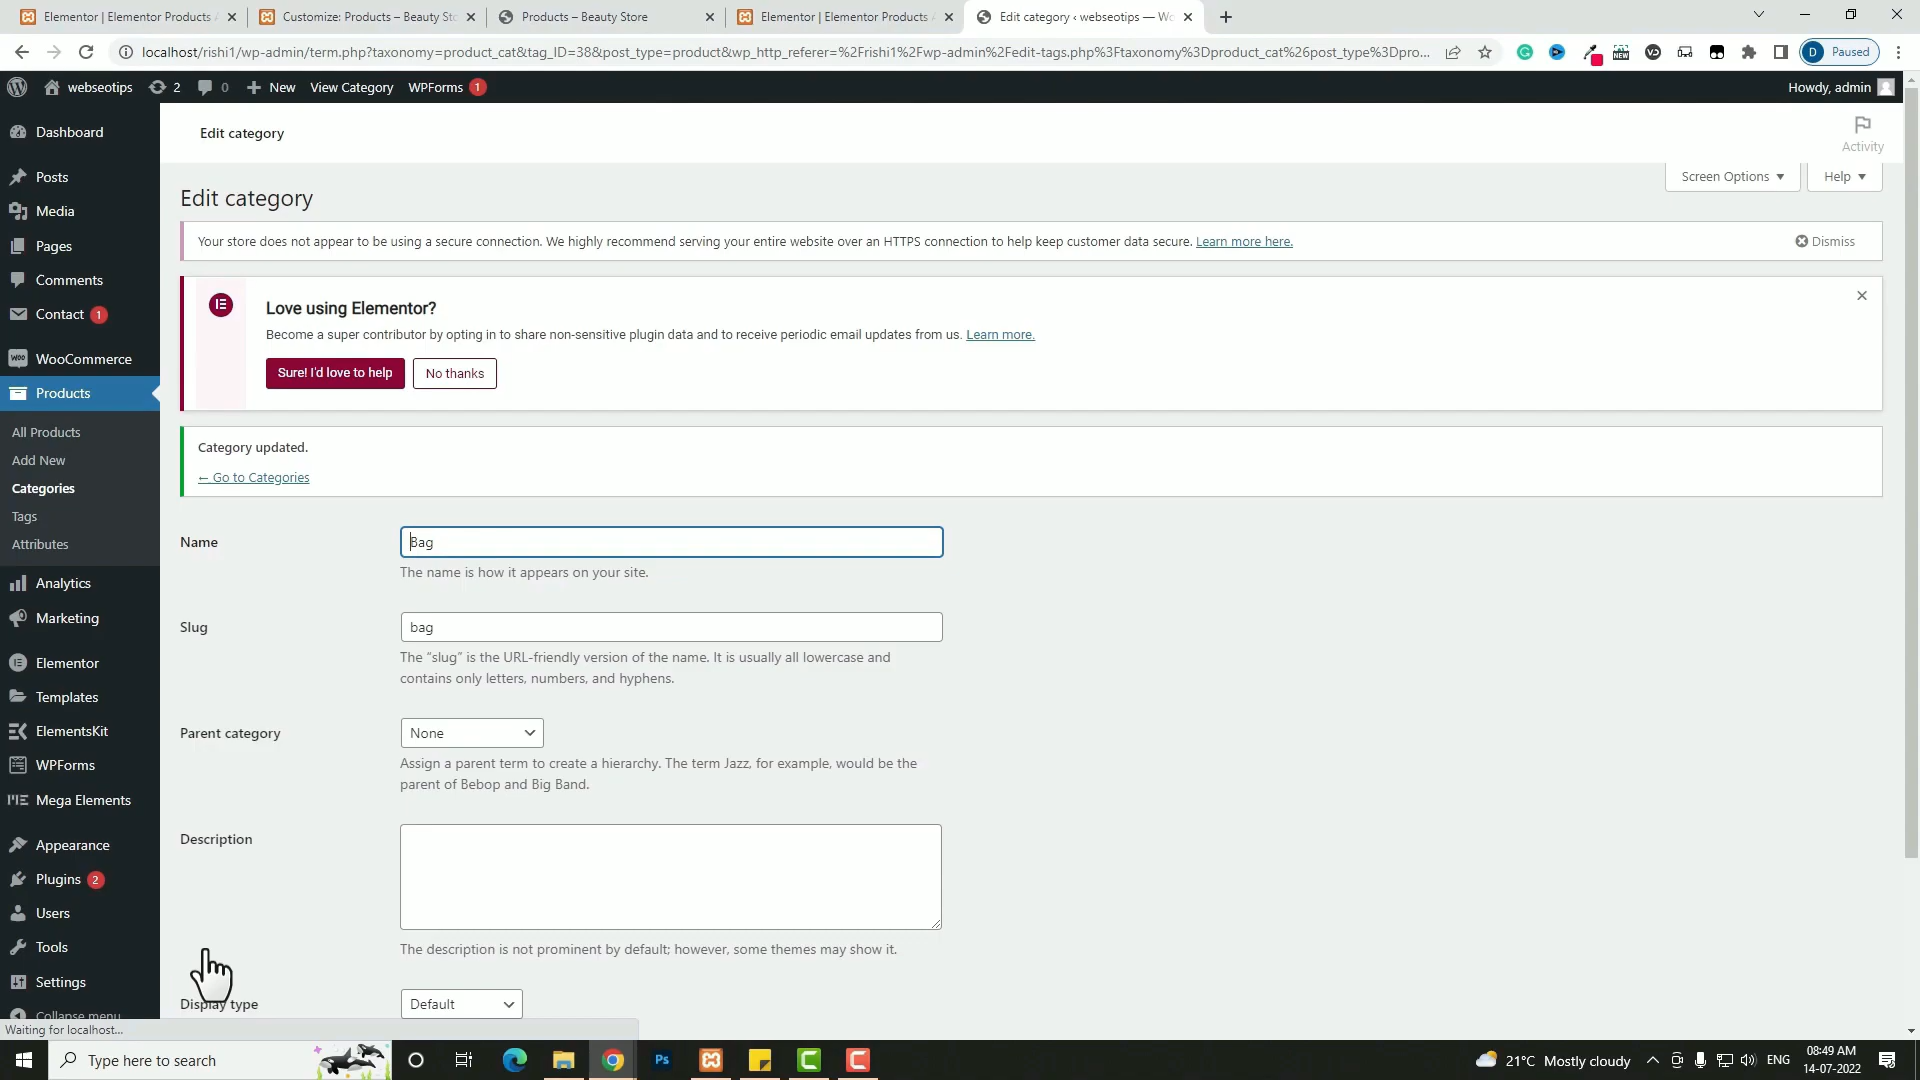 Elementor | Elementor Products
Customize: Products – Beauty Sto
Products – Beauty Store
Elementor | Elementor Products
Edit category ‹ webseotips — Wo
localhost/rishi1/wp-admin/term.php?taxonomy=product_cat&tag_ID=38&post_type=product&wp_http_referer=%2Frishi1%2Fwp-admin%2Fedit-tags.php%3Ftaxonomy%3Dproduct_cat%26post_type%3Dpro...
NEW
D Paused
webseotips
2
0
New
View Category
WPForms 1
Howdy, admin
Dashboard
Posts
Media
Pages
Comments
Contact 1
Woo WooCommerce
Products
All Products
Add New
Categories
Tags
Attributes
Analytics
Marketing
Elementor
Templates
ElementsKit
WPForms
Mega Elements
Appearance
Plugins 2
Users
Tools
Settings
Collapse menu
Edit category
Activity
Screen Options ▼
Help ▼
Edit category
Your store does not appear to be using a secure connection. We highly recommend serving your entire website over an HTTPS connection to help keep customer data secure. Learn more here.
Dismiss
Love using Elementor?
Become a super contributor by opting in to share non-sensitive plugin data and to receive periodic email updates from us. Learn more.
Sure! I'd love to help
No thanks
Category updated.
← Go to Categories
Name
Bag
The name is how it appears on your site.
Slug
bag
The “slug” is the URL-friendly version of the name. It is usually all lowercase and
contains only letters, numbers, and hyphens.
Parent category
None
Assign a parent term to create a hierarchy. The term Jazz, for example, would be the
parent of Bebop and Big Band.
Description
The description is not prominent by default; however, some themes may show it.
Display type
Default
Waiting for localhost...
Type here to search
Ps
21°C Mostly cloudy
ENG
08:49 AM
14-07-2022